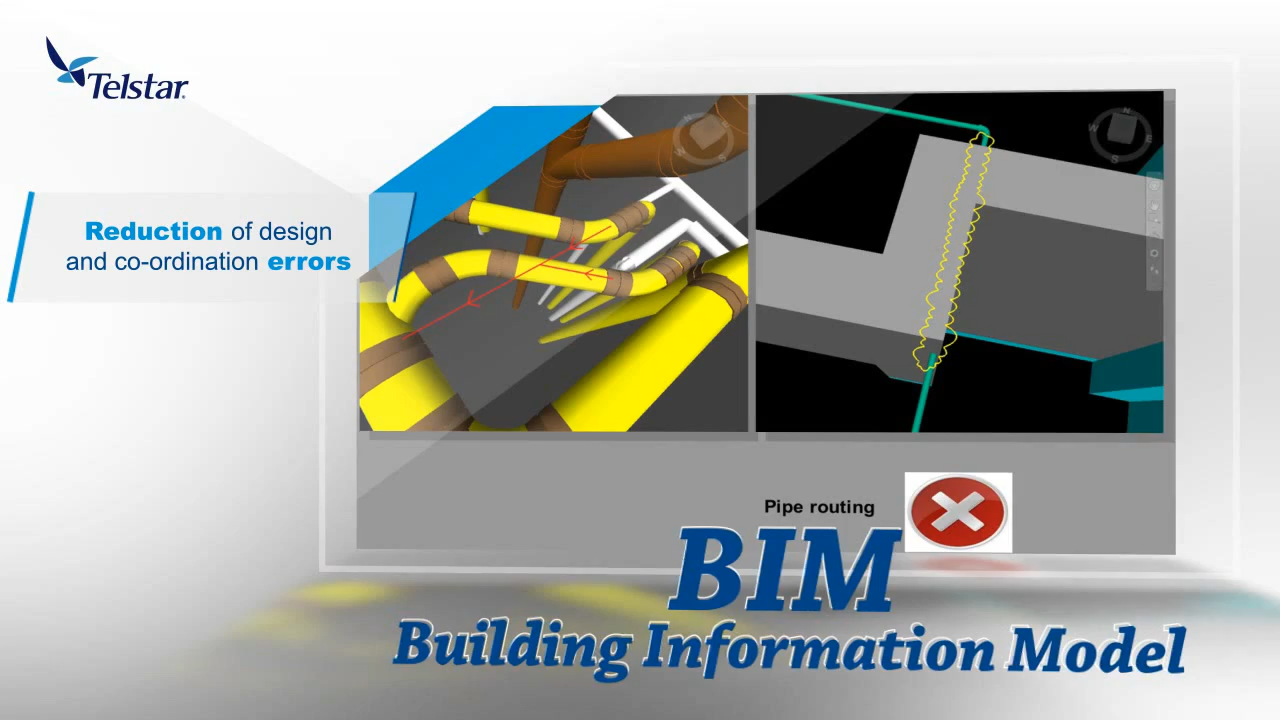 Telstar
Reduction of design
and co-ordination errors
Pipe routing
BIM
Building Information Model